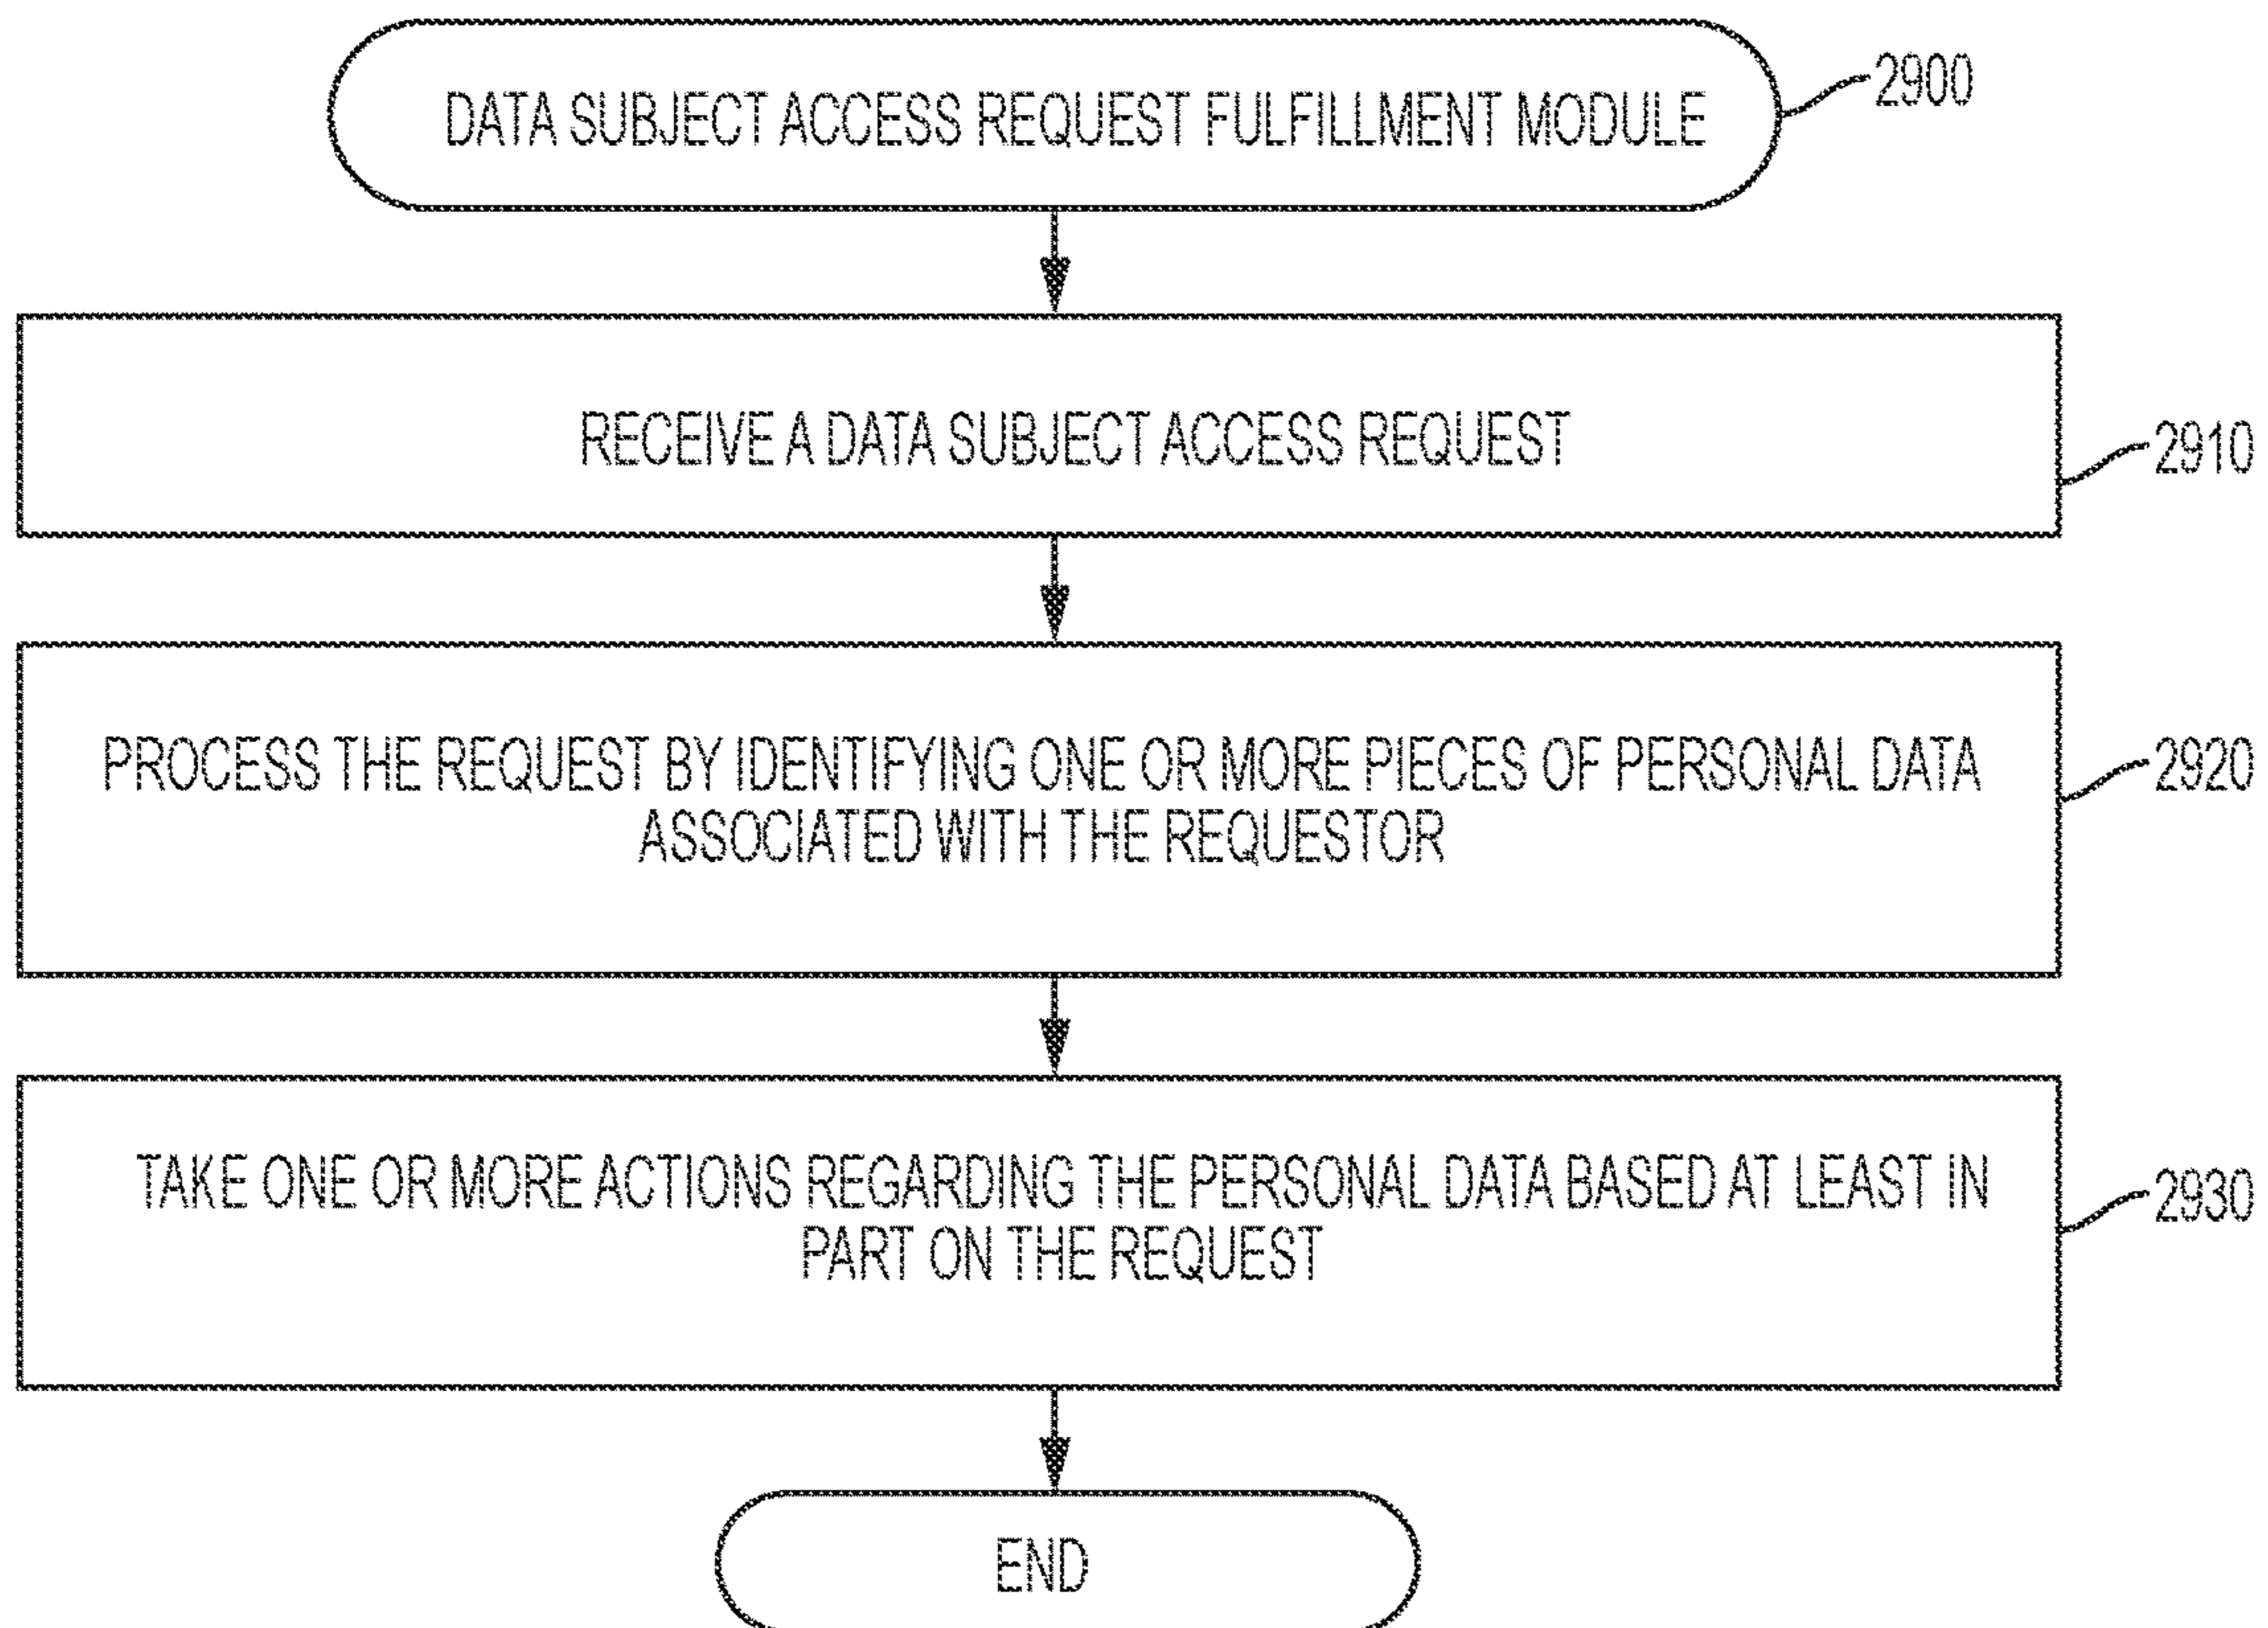 DATA SUBJECT ACCESS REQUEST FULFILLMENT MODULE
2900
RECEIVE A DATA SUBJECT ACCESS REQUEST
2910
PROCESS THE REQUEST BY IDENTIFYING ONE OR MORE PIECES OF PERSONAL DATA
ASSOCIATED WITH THE REQUESTOR
2920
TAKE ONE OR MORE ACTIONS REGARDING THE PERSONAL DATA BASED AT LEAST IN
PART ON THE REQUEST
2930
END